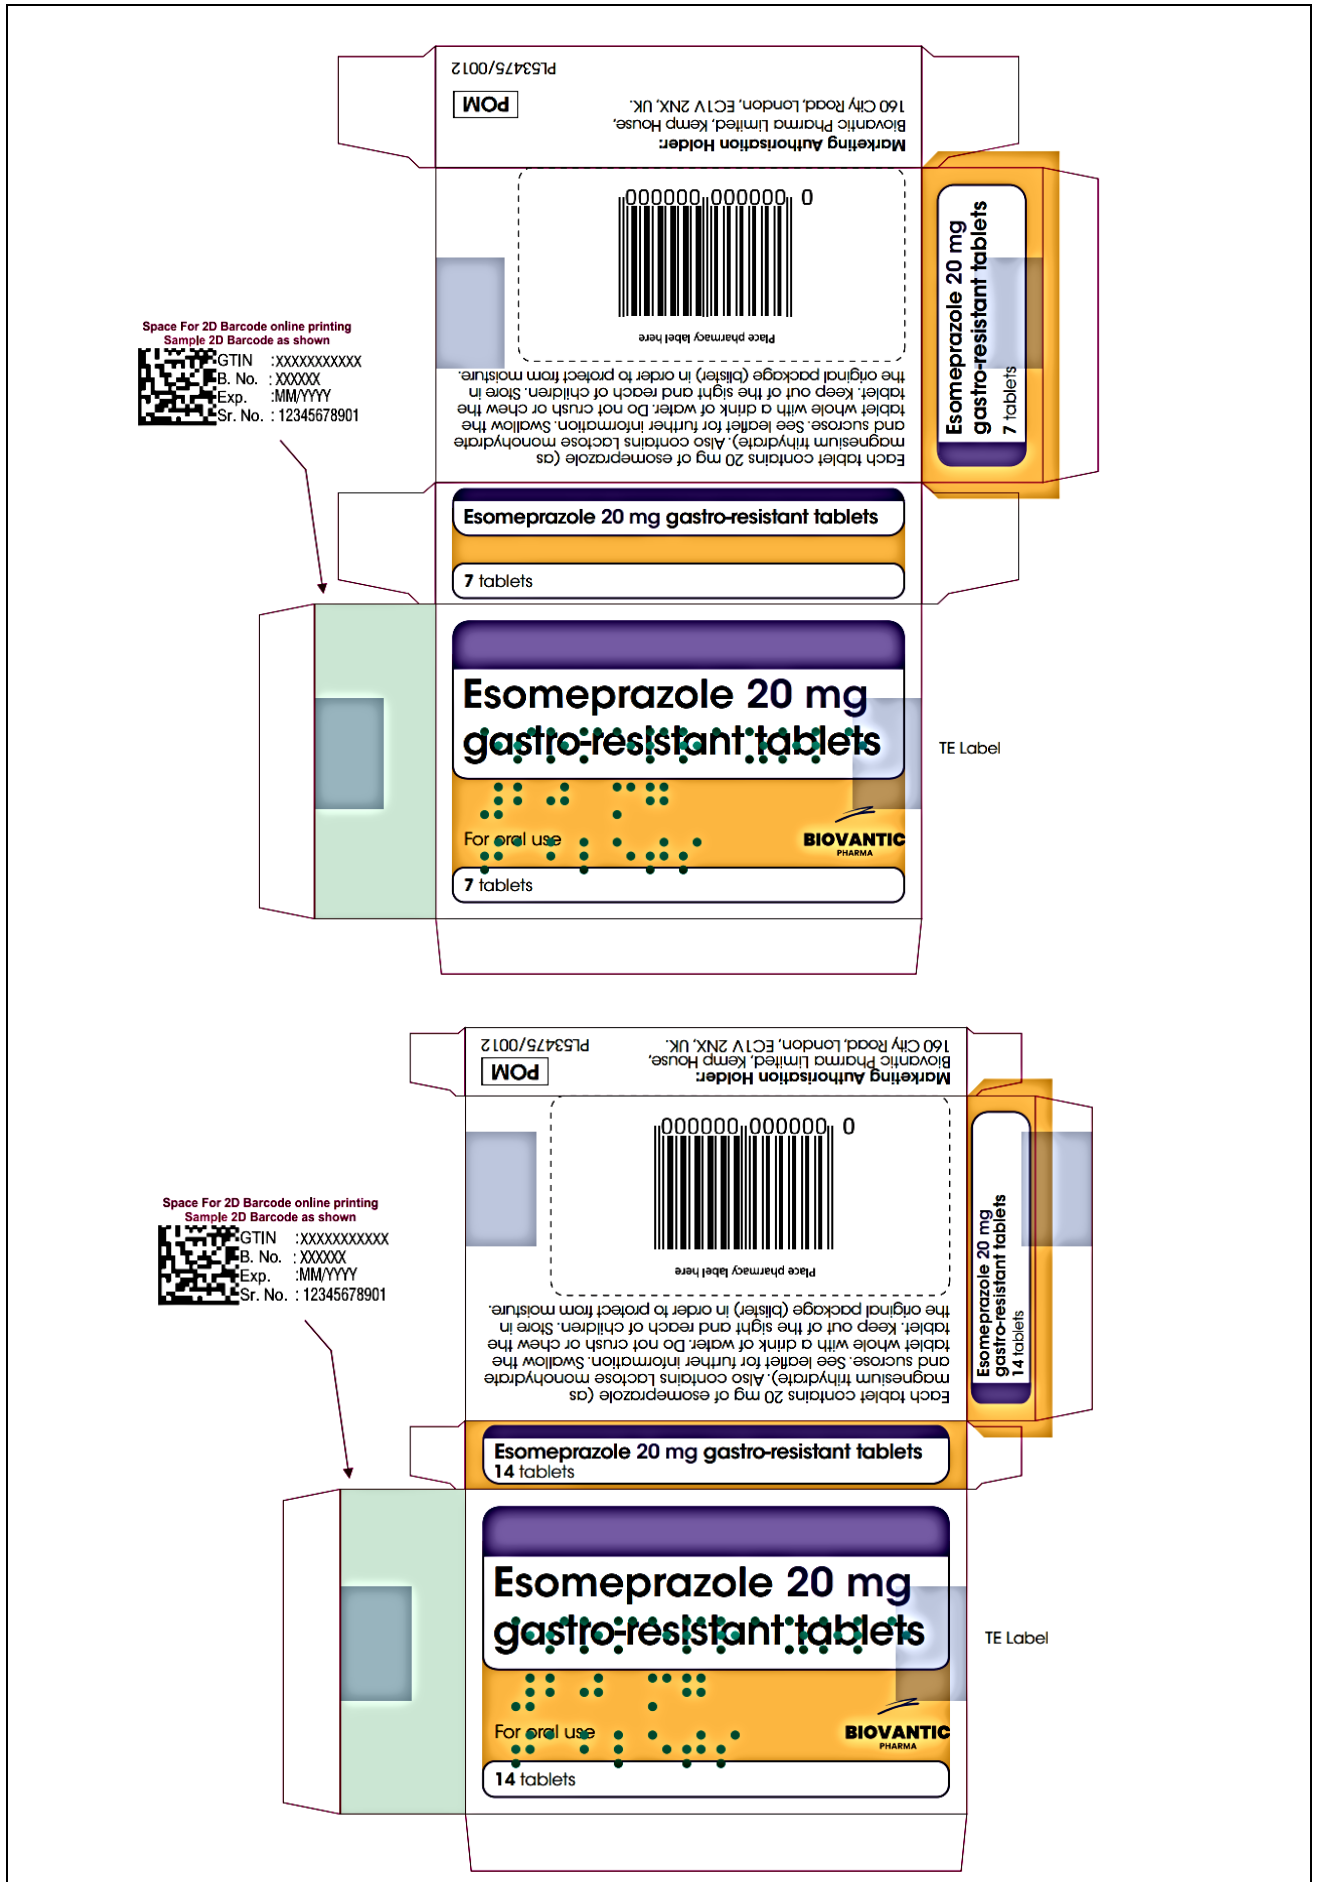 PL53475/0012
POM
Marketing Authorisation Holder:
Biovantic Pharma Limited, Kemp House,
160 City Road, London, EC1V 2NX, UK.
0 000000 000000
Place pharmacy label here
Each tablet contains 20 mg of esomeprazole (as
magnesium trihydrate). Also contains Lactose monohydrate
and sucrose. See leaflet for further information. Swallow the
tablet whole with a drink of water. Do not crush or chew the
tablet. Keep out of the sight and reach of children. Store in
the original package (blister) in order to protect from moisture.
Esomeprazole 20 mg
gastro-resistant tablets
7 tablets
Space For 2D Barcode online printing
Sample 2D Barcode as shown
GTIN :XXXXXXXXXXX
B. No. : XXXXXX
Exp. :MM/YYYY
Sr. No. : 12345678901
Esomeprazole 20 mg gastro-resistant tablets
7 tablets
Esomeprazole 20 mg
gastro-resistant tablets
TE Label
For oral use
BIOVANTIC
PHARMA
7 tablets
PL53475/0012
POM
Marketing Authorisation Holder:
Biovantic Pharma Limited, Kemp House,
160 City Road, London, EC1V 2NX, UK.
0 000000 000000
Place pharmacy label here
Each tablet contains 20 mg of esomeprazole (as
magnesium trihydrate). Also contains Lactose monohydrate
and sucrose. See leaflet for further information. Swallow the
tablet whole with a drink of water. Do not crush or chew the
tablet. Keep out of the sight and reach of children. Store in
the original package (blister) in order to protect from moisture.
Esomeprazole 20 mg
gastro-resistant tablets
14 tablets
Space For 2D Barcode online printing
Sample 2D Barcode as shown
GTIN :XXXXXXXXXXX
B. No. : XXXXXX
Exp. :MM/YYYY
Sr. No. : 12345678901
Esomeprazole 20 mg gastro-resistant tablets
14 tablets
Esomeprazole 20 mg
gastro-resistant tablets
TE Label
For oral use
BIOVANTIC
PHARMA
14 tablets